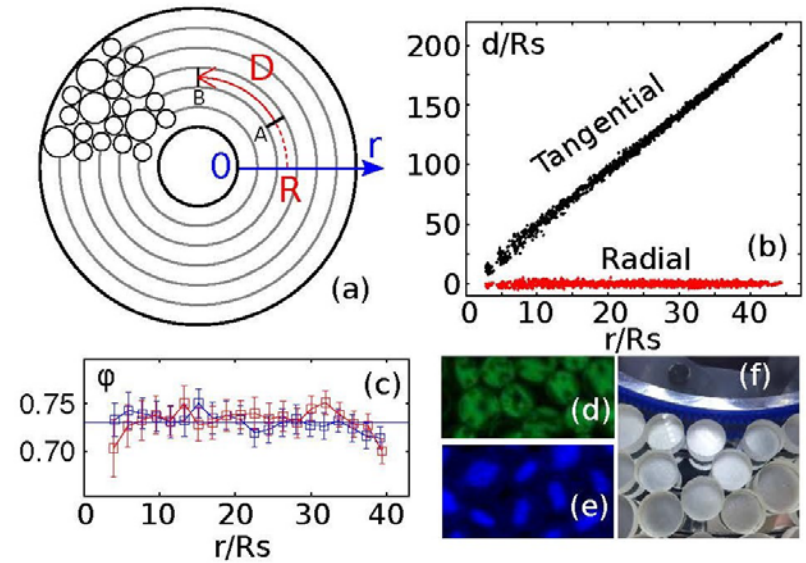 D
B
A
0
r
R
(a)
d/Rs
200
150
100
50
0
Tangential
Radial
(b)
0 10 20 30 40
r/Rs
φ
(c)
0.75
0.70
0 10 20 30 40
r/Rs
(d)
(e)
(f)